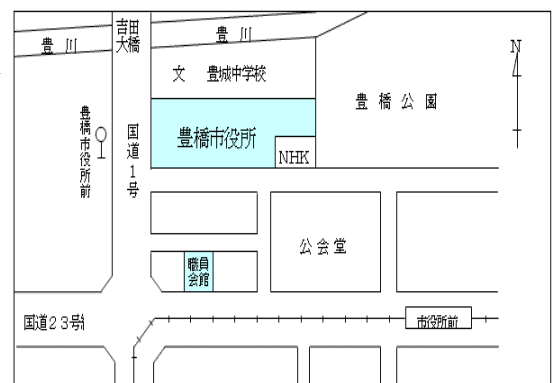 吉田
大橋
豊 川
豊 川
N
文 豊城中学校
豊 橋 公 園
豊橋市役所前
国道1号
豊橋市役所
NHK
公 会 堂
職員
会館
国道23号
市役所前